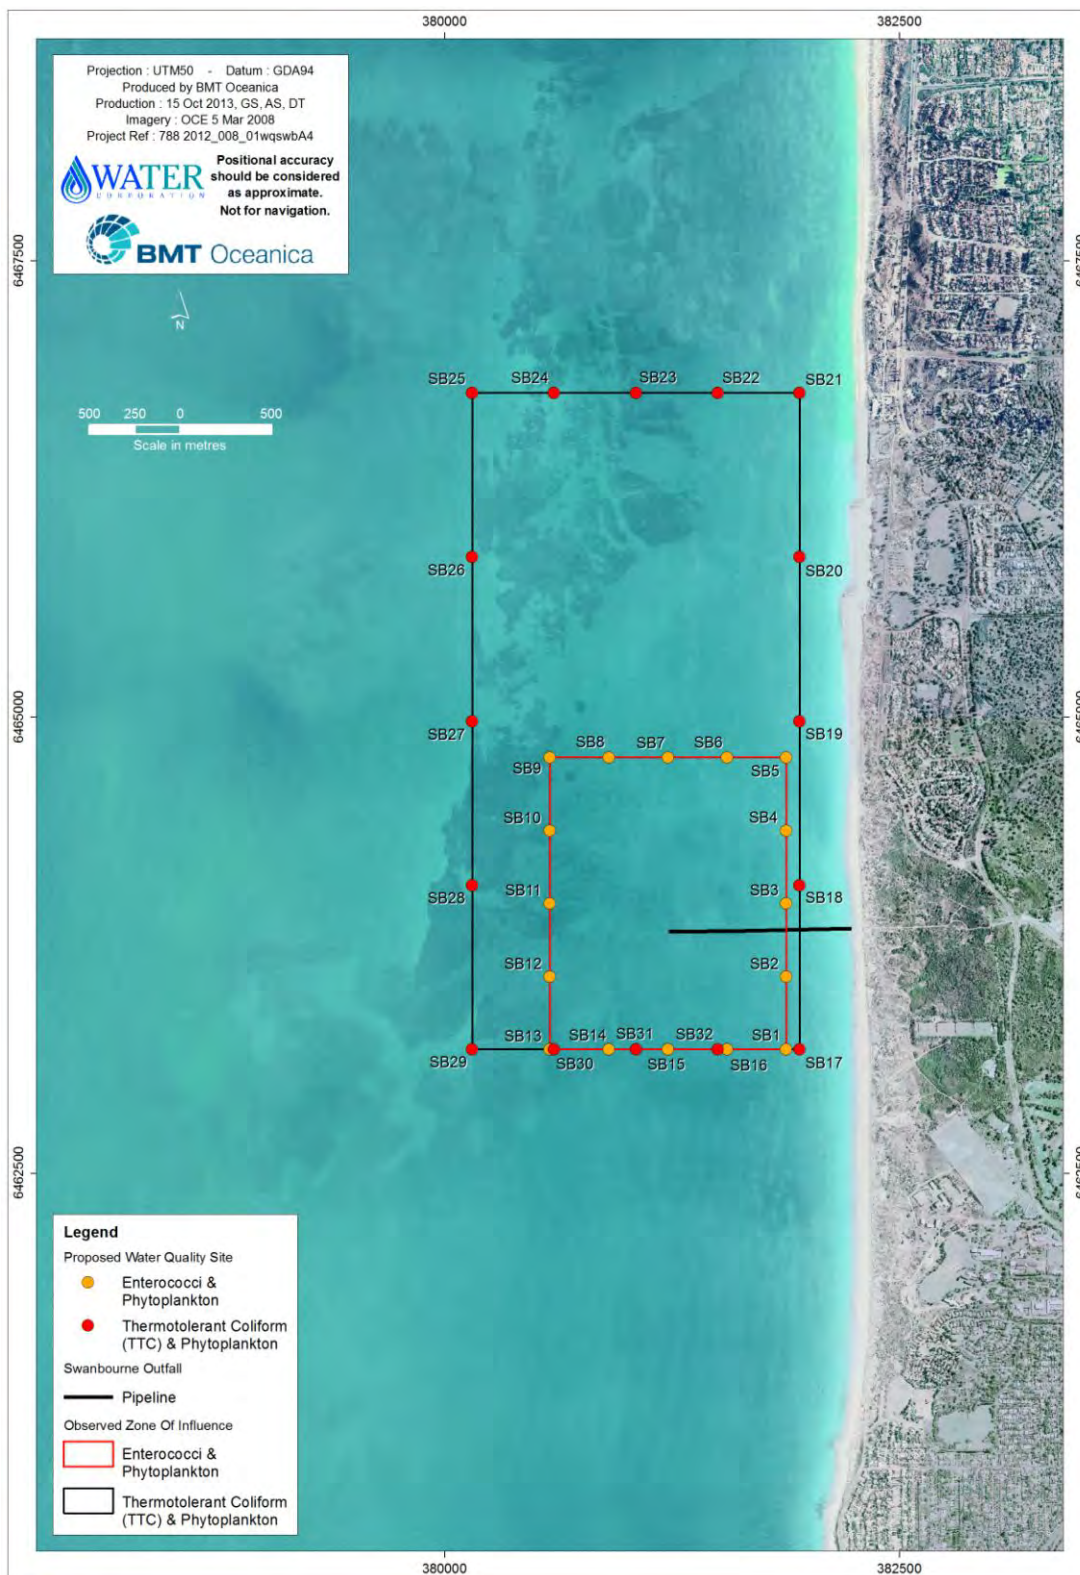 380000
382500
Projection : UTM50 - Datum : GDA94
Produced by BMT Oceanica
Production : 15 Oct 2013, GS, AS, DT
Imagery : OCE 5 Mar 2008
Project Ref : 788 2012_008_01wqswbA4
WATER
CORPORATION
Positional accuracy
should be considered
as approximate.
Not for navigation.
BMT Oceanica
6467500
6467500
N
SB25
SB24
SB23
SB22
SB21
500 250 0 500
Scale in metres
SB26
SB20
6465000
6465000
SB27
SB19
SB9
SB8
SB7
SB6
SB5
SB10
SB4
SB28
SB11
SB3
SB18
SB12
SB2
SB29
SB13
SB30
SB14
SB31
SB15
SB32
SB16
SB1
SB17
6462500
6462500
Legend
Proposed Water Quality Site
Enterococci &
Phytoplankton
Thermotolerant Coliform
(TTC) & Phytoplankton
Swanbourne Outfall
Pipeline
Observed Zone Of Influence
Enterococci &
Phytoplankton
Thermotolerant Coliform
(TTC) & Phytoplankton
380000
382500